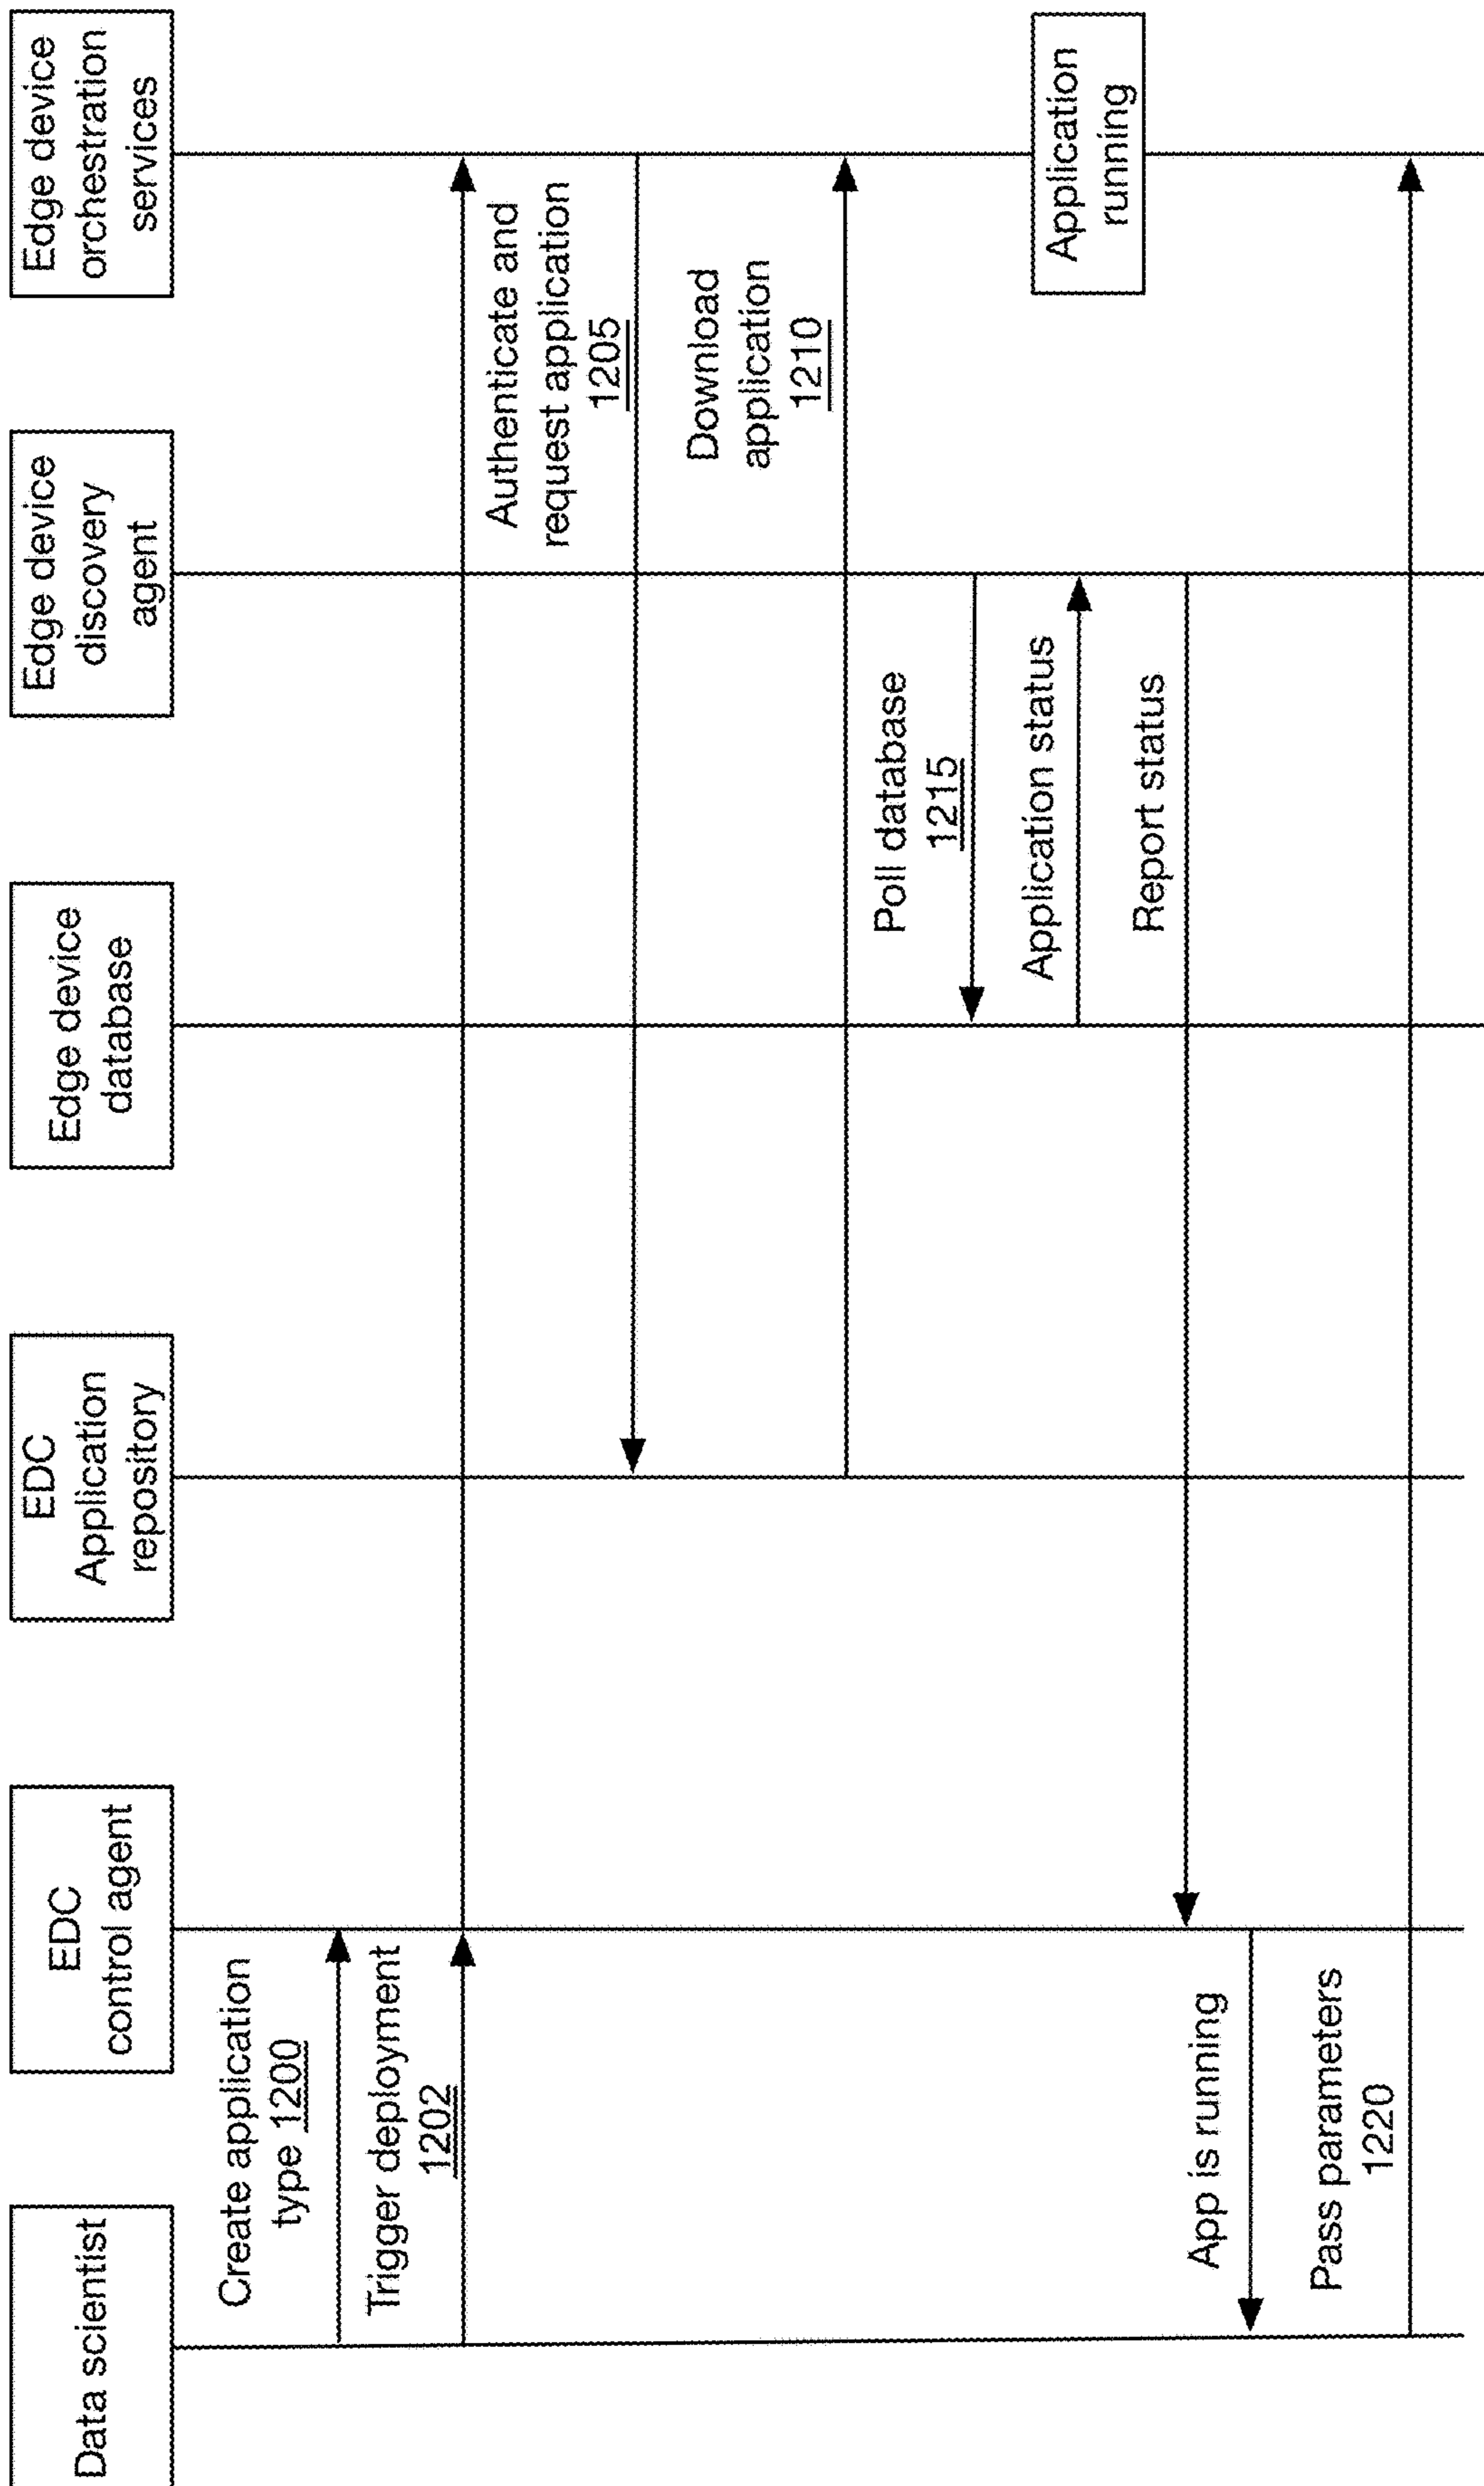 Data scientist
EDC
control agent
EDC
Application
repository
Edge device
database
Edge device
discovery
agent
Edge device
orchestration
services
Create application
type 1200
Trigger deployment
1202
Authenticate and
request application
1205
Download
application
1210
Poll database
1215
Application status
Application
running
Report status
App is running
Pass parameters
1220